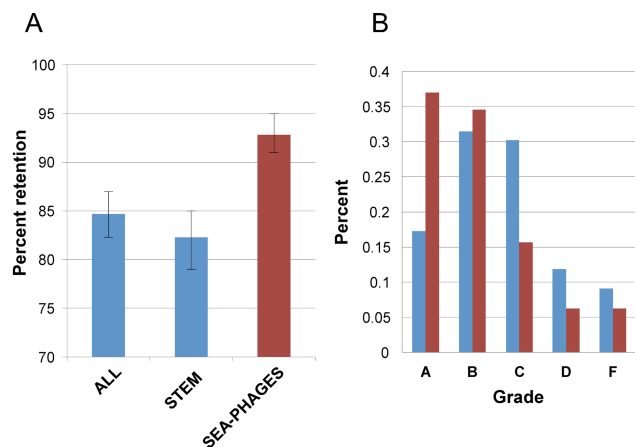 A
Percent retention
100
95
90
85
80
75
70
ALL
STEM
SEA-PHAGES
B
Percent
0.4
0.35
0.3
0.25
0.2
0.15
0.1
0.05
0
A
B
C
D
F
Grade